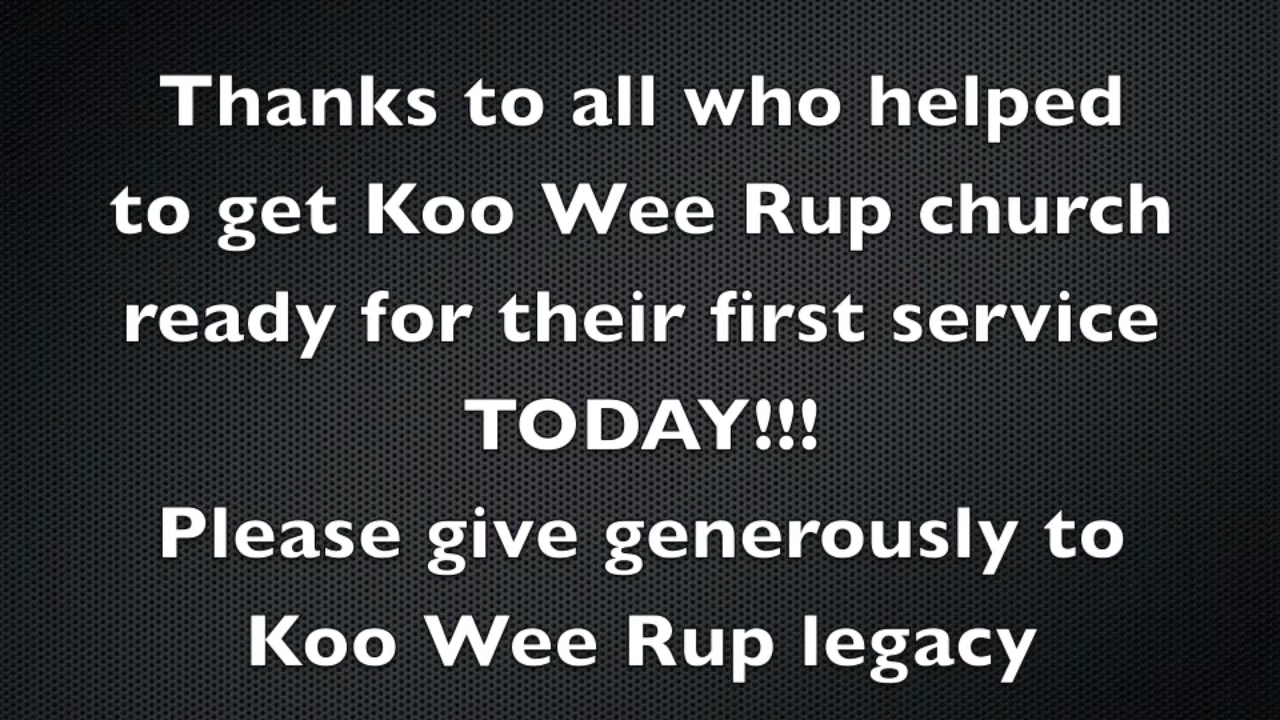 Thanks to all who helped
to get Koo Wee Rup church
ready for their first service
TODAY!!!
Please give generously to
Koo Wee Rup legacy